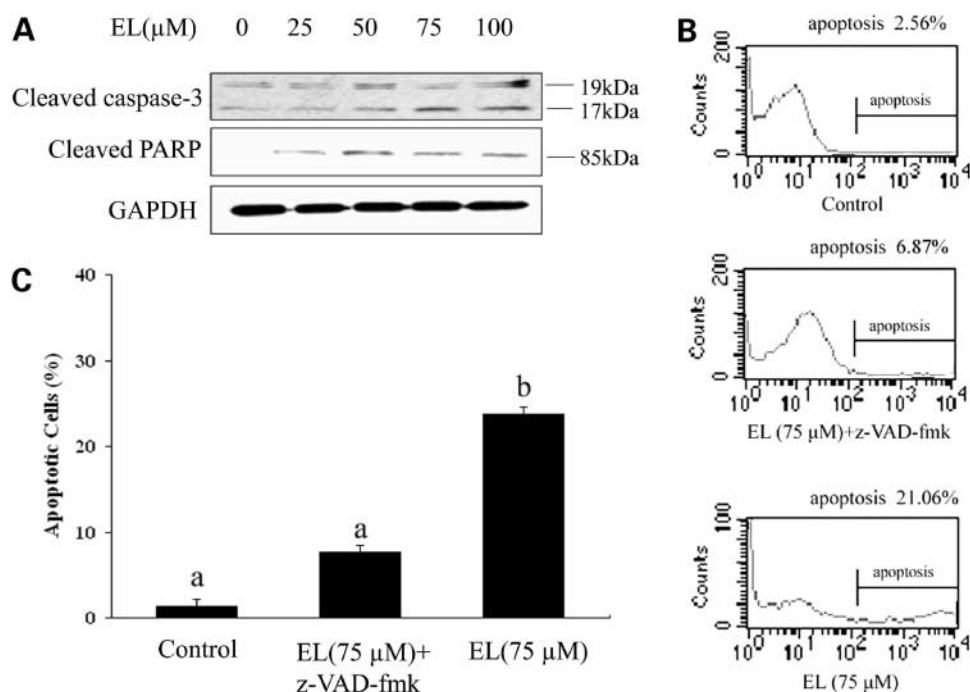 A
EL(μM) 0 25 50 75 100
Cleaved caspase-3
19kDa
17kDa
Cleaved PARP
85kDa
GAPDH
B
apoptosis 2.56%
200
Counts
0
apoptosis
10^0 10^1 10^2 10^3 10^4
Control
apoptosis 6.87%
200
Counts
0
apoptosis
10^0 10^1 10^2 10^3 10^4
EL (75 μM)+z-VAD-fmk
apoptosis 21.06%
100
Counts
0
apoptosis
10^0 10^1 10^2 10^3 10^4
EL (75 μM)
C
Apoptotic Cells (%)
40
30
20
10
0
a
a
b
Control
EL(75 μM)+
z-VAD-fmk
EL(75 μM)